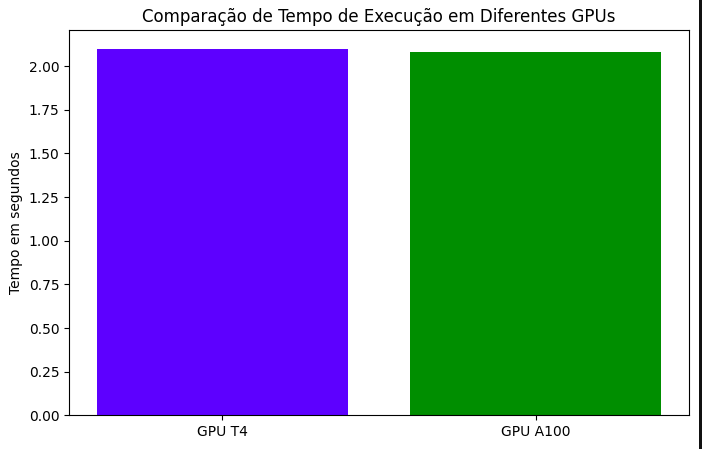 Comparação de Tempo de Execução em Diferentes GPUs
Tempo em segundos
2.00
1.75
1.50
1.25
1.00
0.75
0.50
0.25
0.00
GPU T4
GPU A100